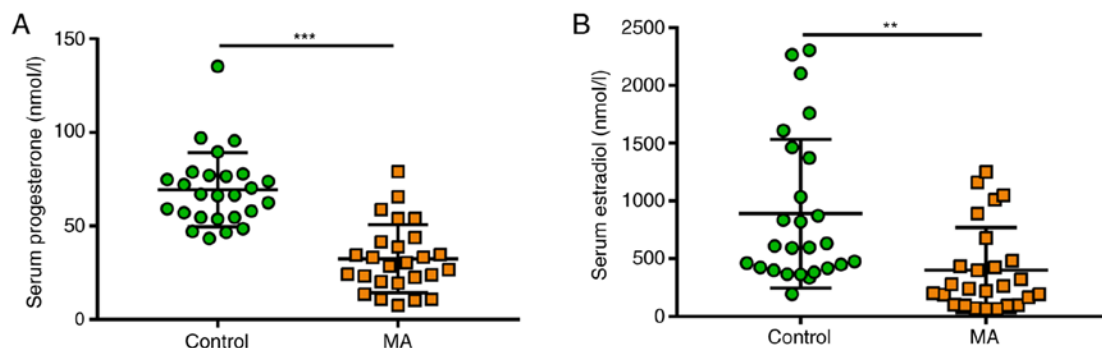 A
Serum progesterone (nmol/l)
150
100
50
0
***
Control
MA
B
Serum estradiol (nmol/l)
2500
2000
1500
1000
500
0
**
Control
MA